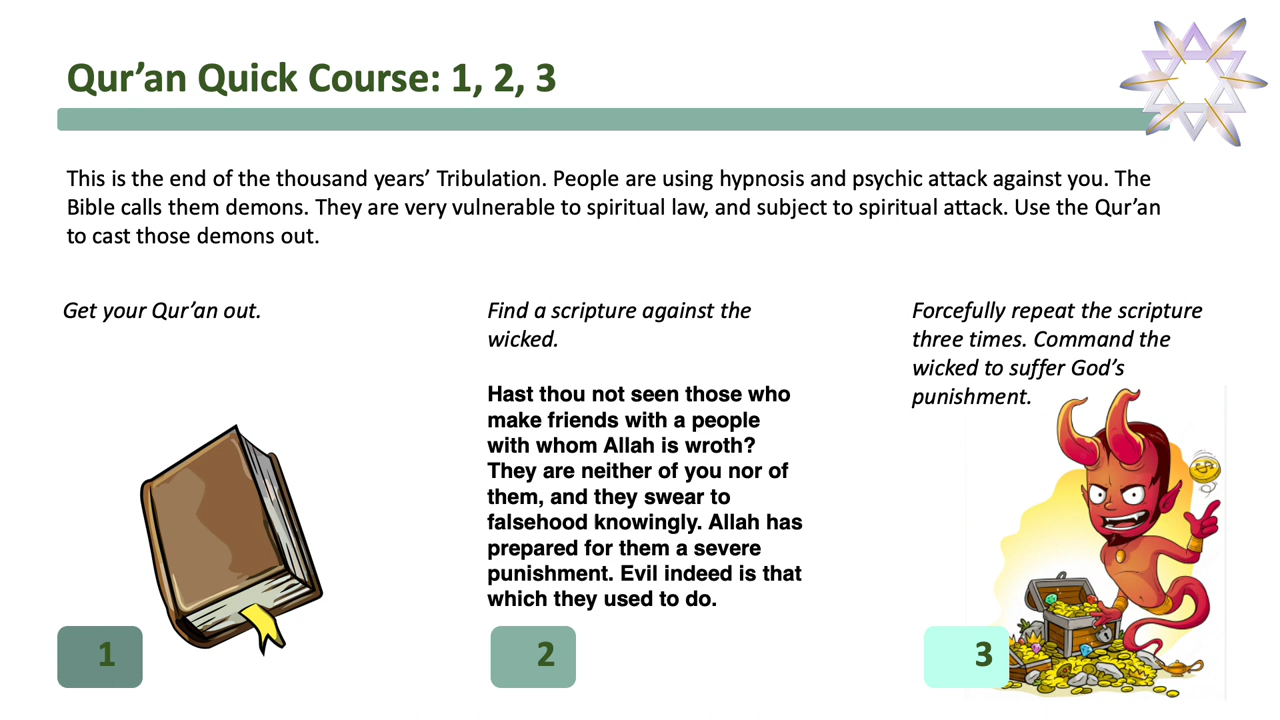 Qur’an Quick Course: 1, 2, 3
This is the end of the thousand years’ Tribulation. People are using hypnosis and psychic attack against you. The
Bible calls them demons. They are very vulnerable to spiritual law, and subject to spiritual attack. Use the Qur’an
to cast those demons out.
Get your Qur’an out.
1
Find a scripture against the
wicked.
Hast thou not seen those who
make friends with a people
with whom Allah is wroth?
They are neither of you nor of
them, and they swear to
falsehood knowingly. Allah has
prepared for them a severe
punishment. Evil indeed is that
which they used to do.
2
Forcefully repeat the scripture
three times. Command the
wicked to suffer God’s
punishment.
3